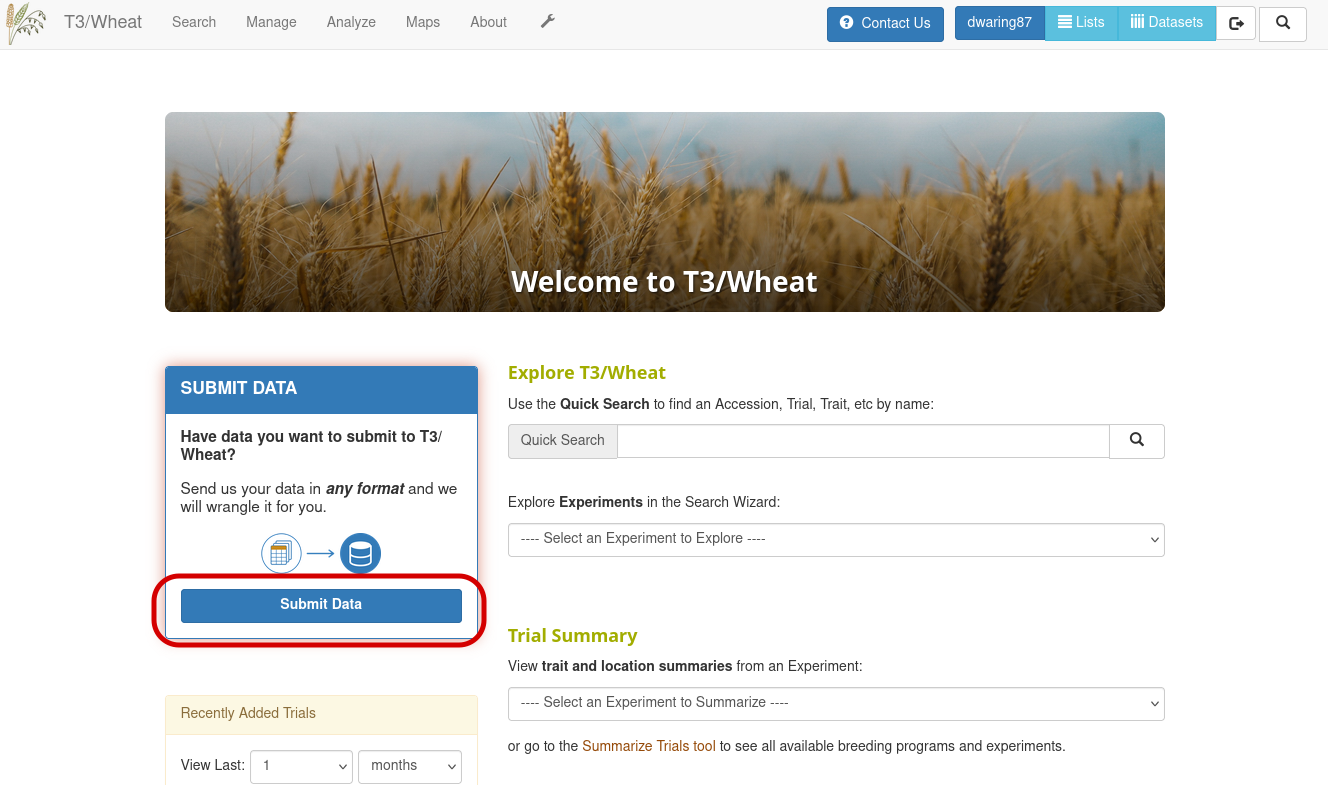 T3/Wheat
Search
Manage
Analyze
Maps
About
Contact Us
dwaring87
Lists
Datasets
Welcome to T3/Wheat
SUBMIT DATA
Have data you want to submit to T3/
Wheat?
Send us your data in any format and we
will wrangle it for you.
Submit Data
Recently Added Trials
View Last: 1 months
Explore T3/Wheat
Use the Quick Search to find an Accession, Trial, Trait, etc by name:
Quick Search
Explore Experiments in the Search Wizard:
---- Select an Experiment to Explore ----
Trial Summary
View trait and location summaries from an Experiment:
---- Select an Experiment to Summarize ----
or go to the Summarize Trials tool to see all available breeding programs and experiments.